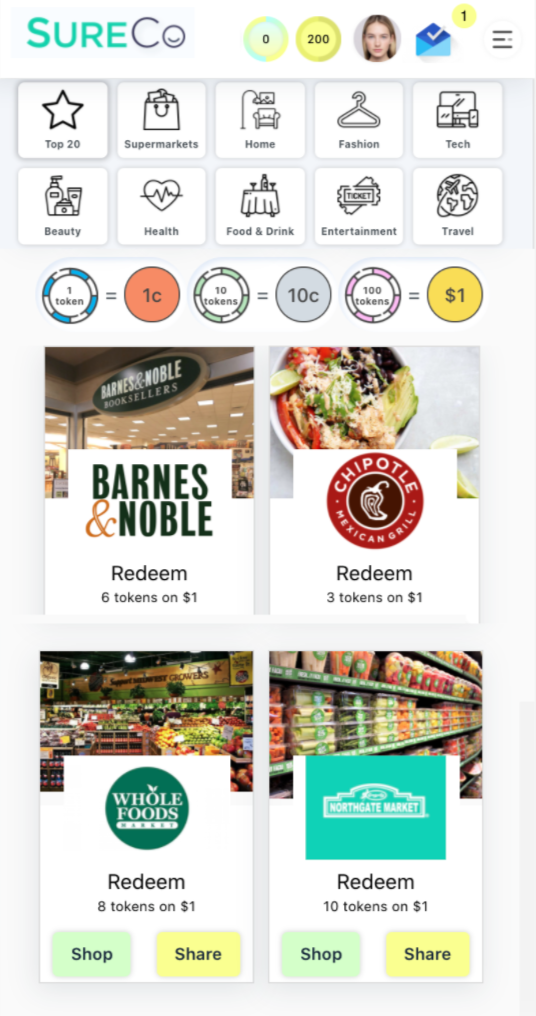 SURECO
0
200
1
Top 20
Supermarkets
Home
Fashion
Tech
TICKET
Beauty
Health
Food & Drink
Entertainment
Travel
1 token = 1c
10 tokens = 10c
100 tokens = $1
BARNES&NOBLE
BOOKSELLERS
BARNES
&NOBLE
CHIPOTLE
MEXICAN GRILL
Redeem
6 tokens on $1
Redeem
3 tokens on $1
GROWERS
WHOLE
FOODS
MARKET
NORTHGATE MARKET
Redeem
8 tokens on $1
Redeem
10 tokens on $1
Shop
Share
Shop
Share